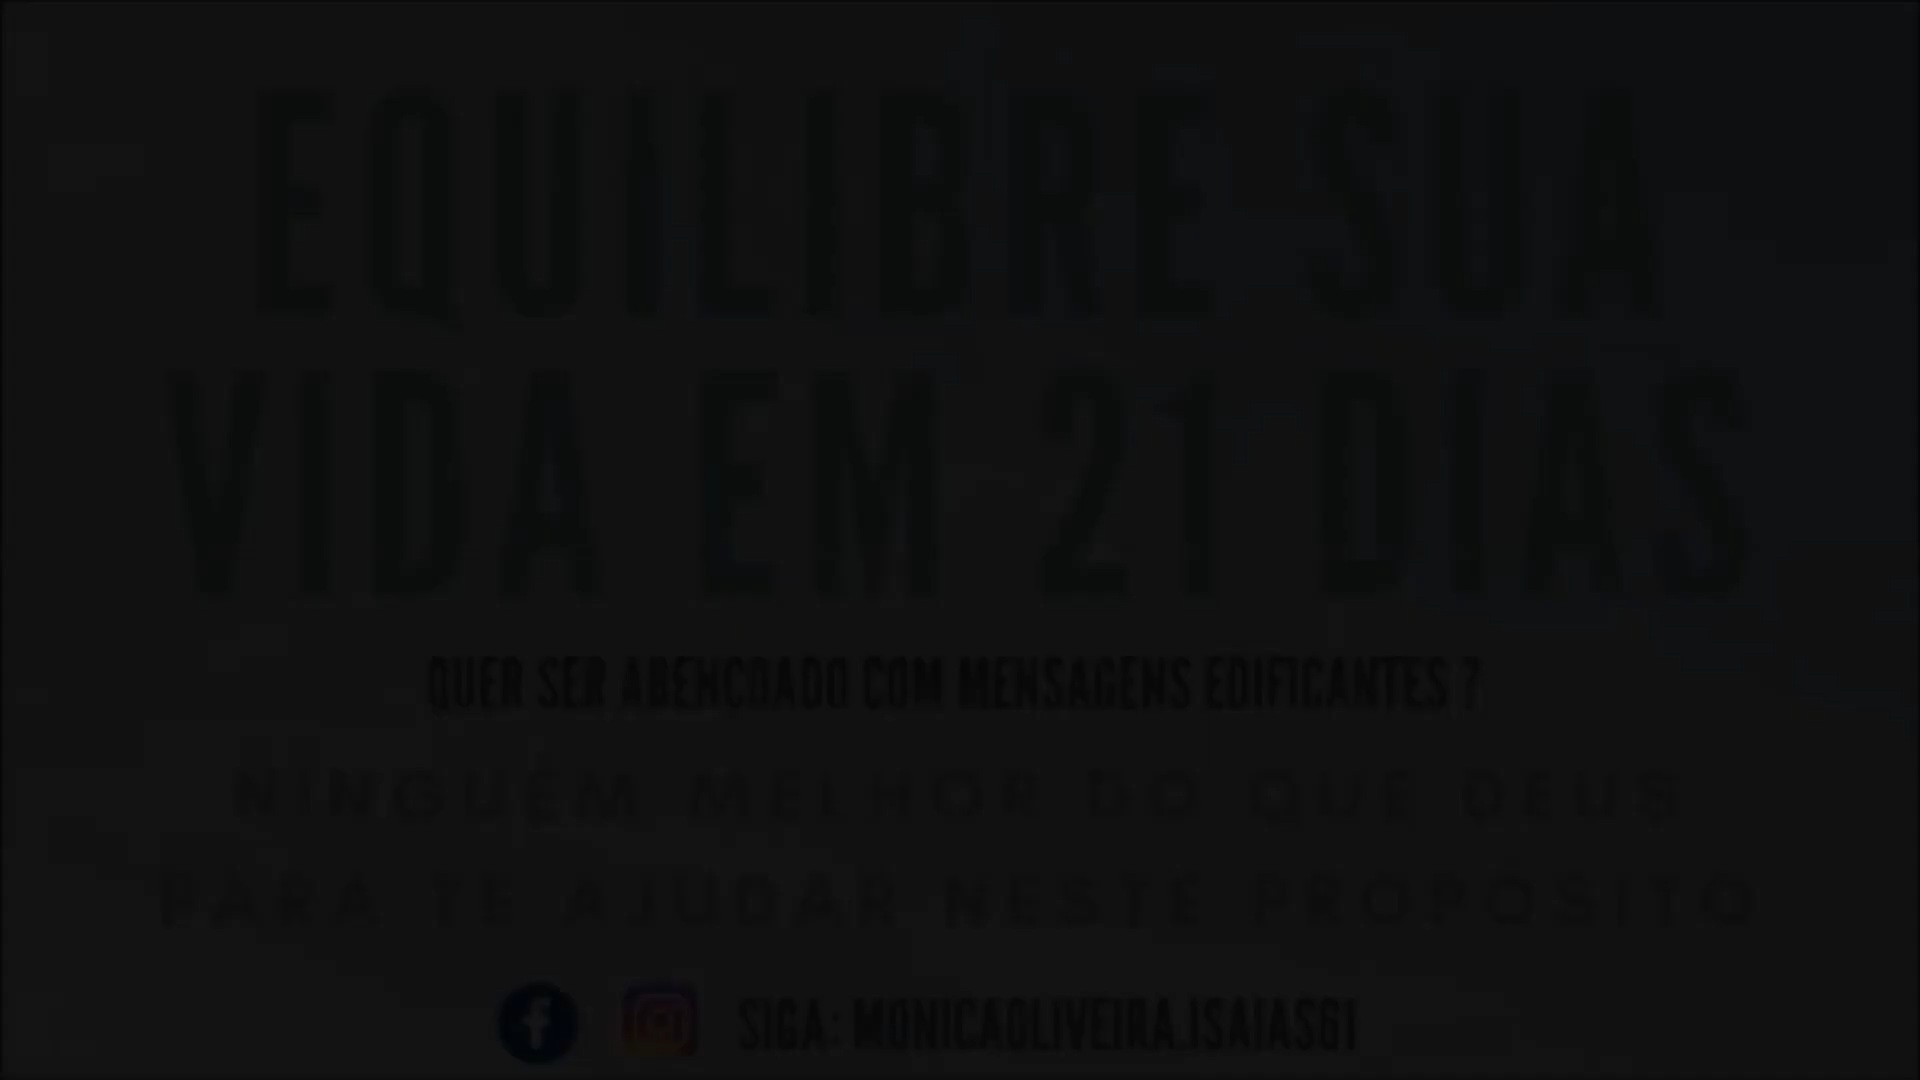 EQUILIBRE SUA
VIDA EM 21 DIAS
QUER SER ABENÇOADO COM MENSAGENS EDIFICANTES ?
NINGUÉM MELHOR DO QUE DEUS
PARA TE AJUDAR NESTE PROPÓSITO
SIGA: MONICAOLIVEIRA.ISAIAS61